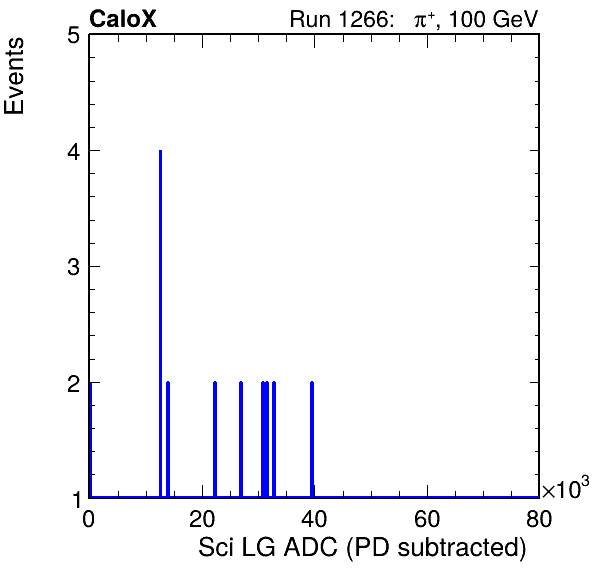 CaloX Run 1266: π⁺, 100 GeV
Events
5
4
3
2
1
0 20 40 60 80
×10³
Sci LG ADC (PD subtracted)